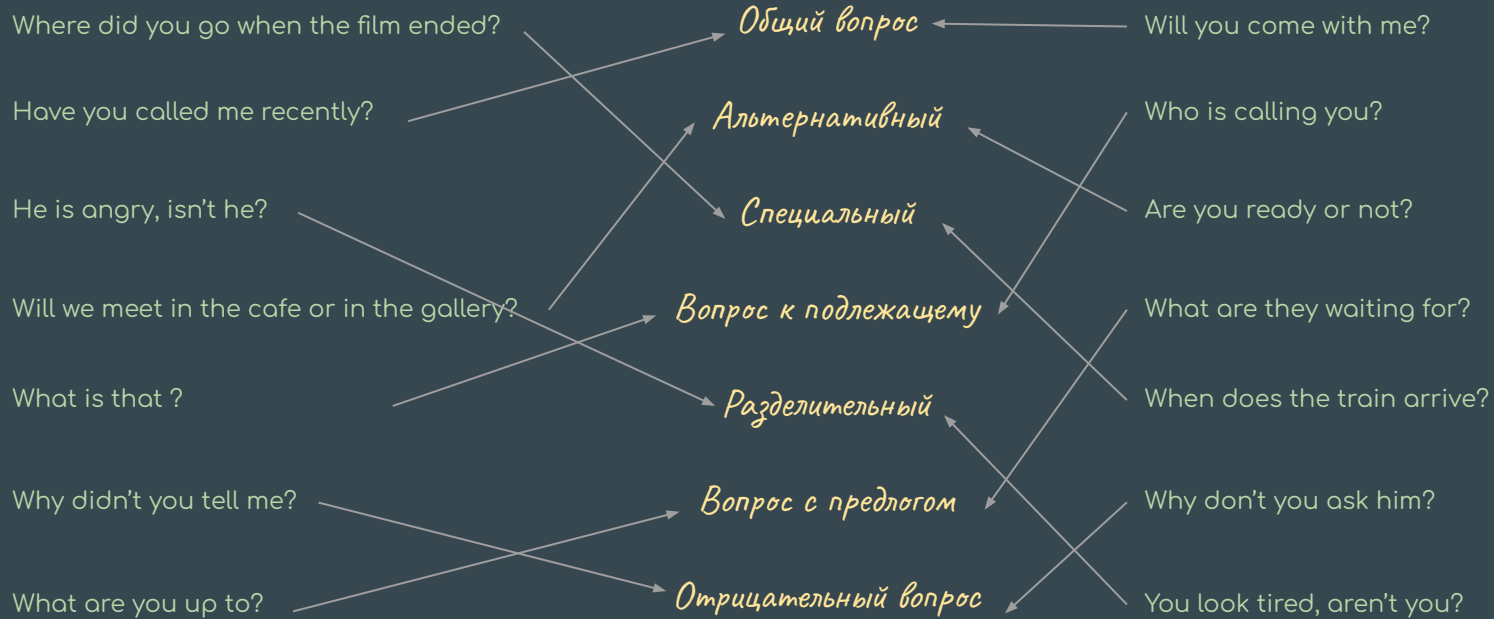 Where did you go when the film ended?
Have you called me recently?
He is angry, isn't he?
Will we meet in the cafe or in the gallery?
What is that ?
Why didn't you tell me?
What are you up to?
Общий вопрос
Альтернативный
Специальный
Вопрос к подлежащему
Разделительный
Вопрос с предлогом
Отрицательный вопрос
Will you come with me?
Who is calling you?
Are you ready or not?
What are they waiting for?
When does the train arrive?
Why don't you ask him?
You look tired, aren't you?